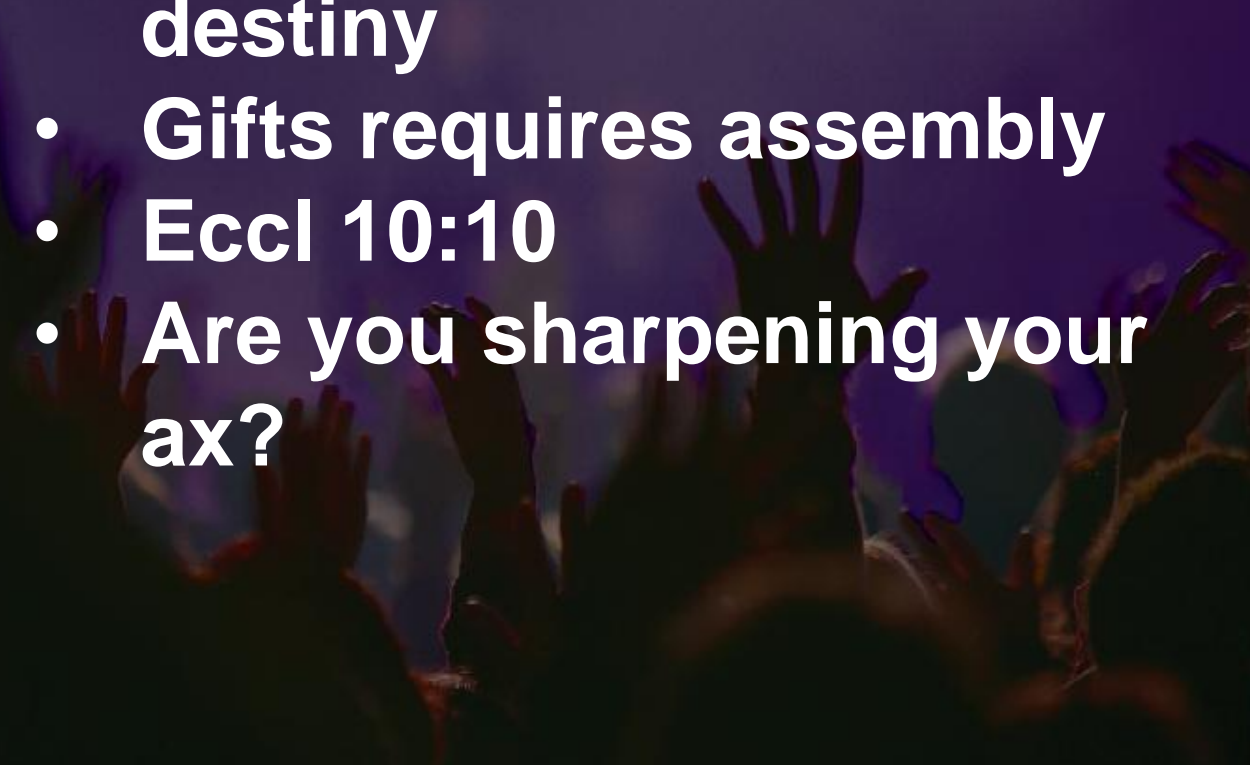 destiny
• Gifts requires assembly
• Eccl 10:10
• Are you sharpening your
ax?